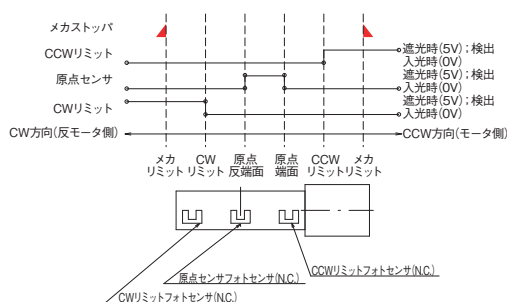 メカストッパ
CCWリミット
遮光時(5V);検出
入光時(0V)
原点センサ
遮光時(5V);検出
入光時(0V)
CWリミット
遮光時(5V);検出
入光時(0V)
CW方向(反モータ側)
CCW方向(モータ側)
メカ
リミット
CW
リミット
原点
反端面
原点
端面
CCW
リミット
メカ
リミット
原点センサフォトセンサ(N.C.)
CCWリミットフォトセンサ(N.C.)
CWリミットフォトセンサ(N.C.)